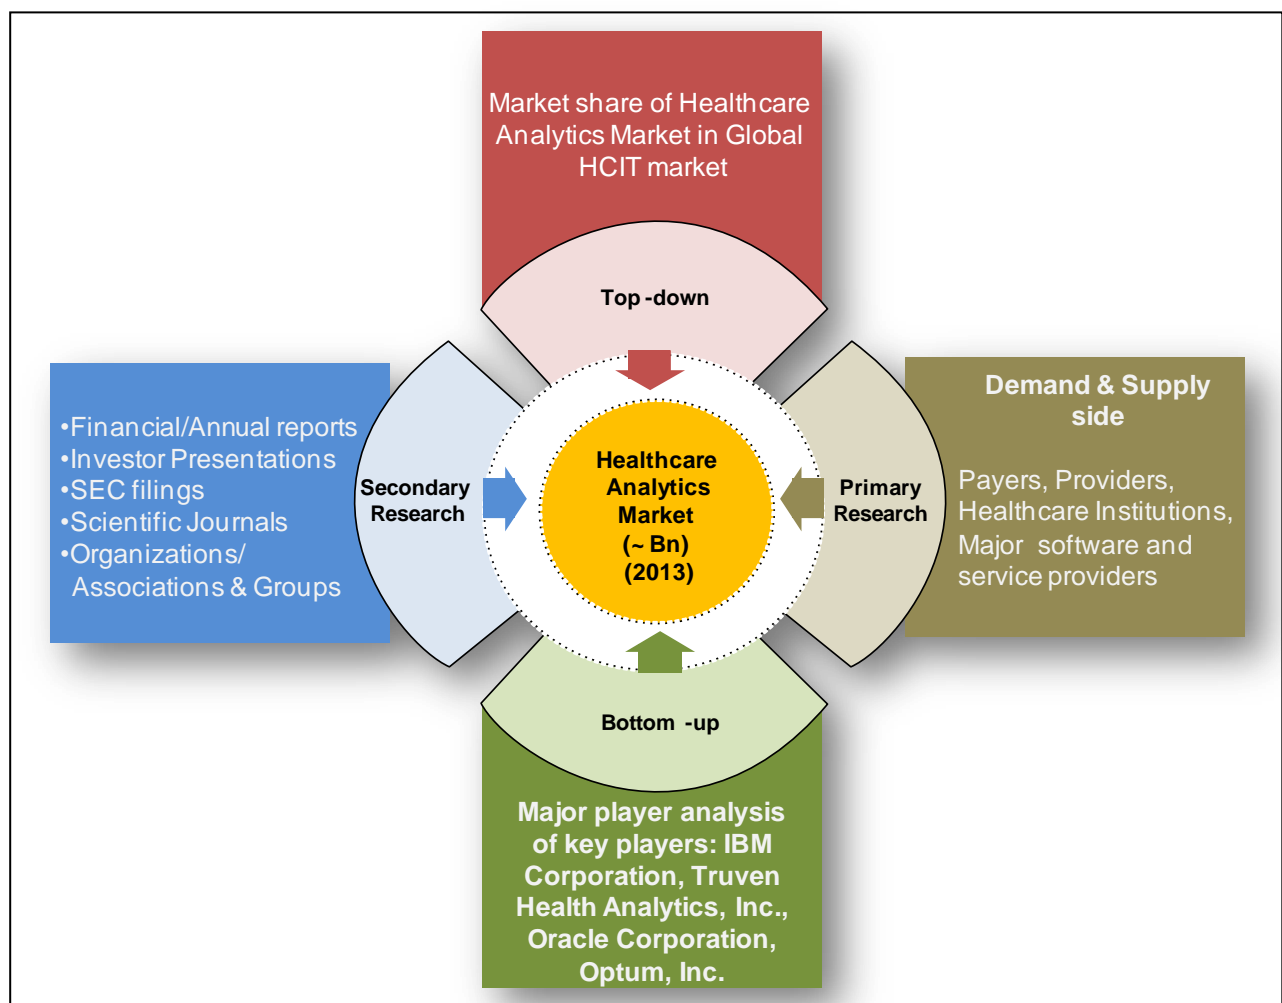 Market share of Healthcare
Analytics Market in Global
HCIT market
Top -down
•Financial/Annual reports
•Investor Presentations
•SEC filings
•Scientific Journals
•Organizations/
Associations & Groups
Secondary
Research
Healthcare
Analytics
Market
(~ Bn)
(2013)
Primary
Research
Demand & Supply
side
Payers, Providers,
Healthcare Institutions,
Major software and
service providers
Bottom -up
Major player analysis
of key players: IBM
Corporation, Truven
Health Analytics, Inc.,
Oracle Corporation,
Optum, Inc.